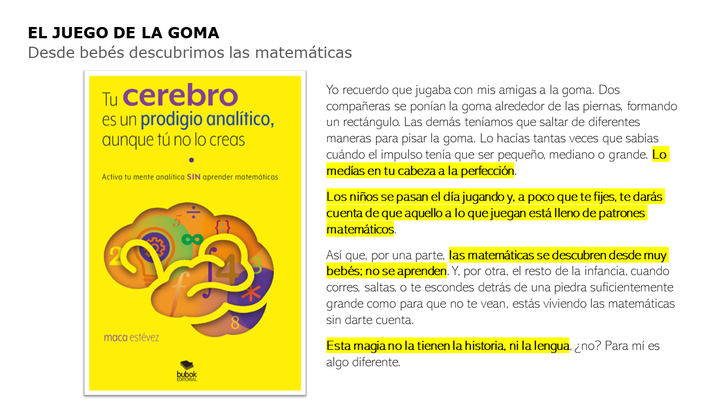 EL JUEGO DE LA GOMA
Desde bebés descubrimos las matemáticas
Tu cerebro
es un prodigio analítico,
aunque tú no lo creas
Activa tu mente analítica SIN aprender matemáticas
÷
5
{}
∞
2
4
3
f
∫
*
8
maca estévez
bubok
EDITORIAL
Yo recuerdo que jugaba con mis amigas a la goma. Dos
compañeras se ponían la goma alrededor de las piernas, formando
un rectángulo. Las demás teníamos que saltar de diferentes
maneras para pisar la goma. Lo hacías tantas veces que sabías
cuándo el impulso tenía que ser pequeño, mediano o grande. Lo
medías en tu cabeza a la perfección.
Los niños se pasan el día jugando y, a poco que te fijes, te darás
cuenta de que aquello a lo que juegan está lleno de patrones
matemáticos.
Así que, por una parte, las matemáticas se descubren desde muy
bebés; no se aprenden. Y, por otra, el resto de la infancia, cuando
corres, saltas, o te escondes detrás de una piedra suficientemente
grande como para que no te vean, estás viviendo las matemáticas
sin darte cuenta.
Esta magia no la tienen la historia, ni la lengua, ¿no? Para mí es
algo diferente.